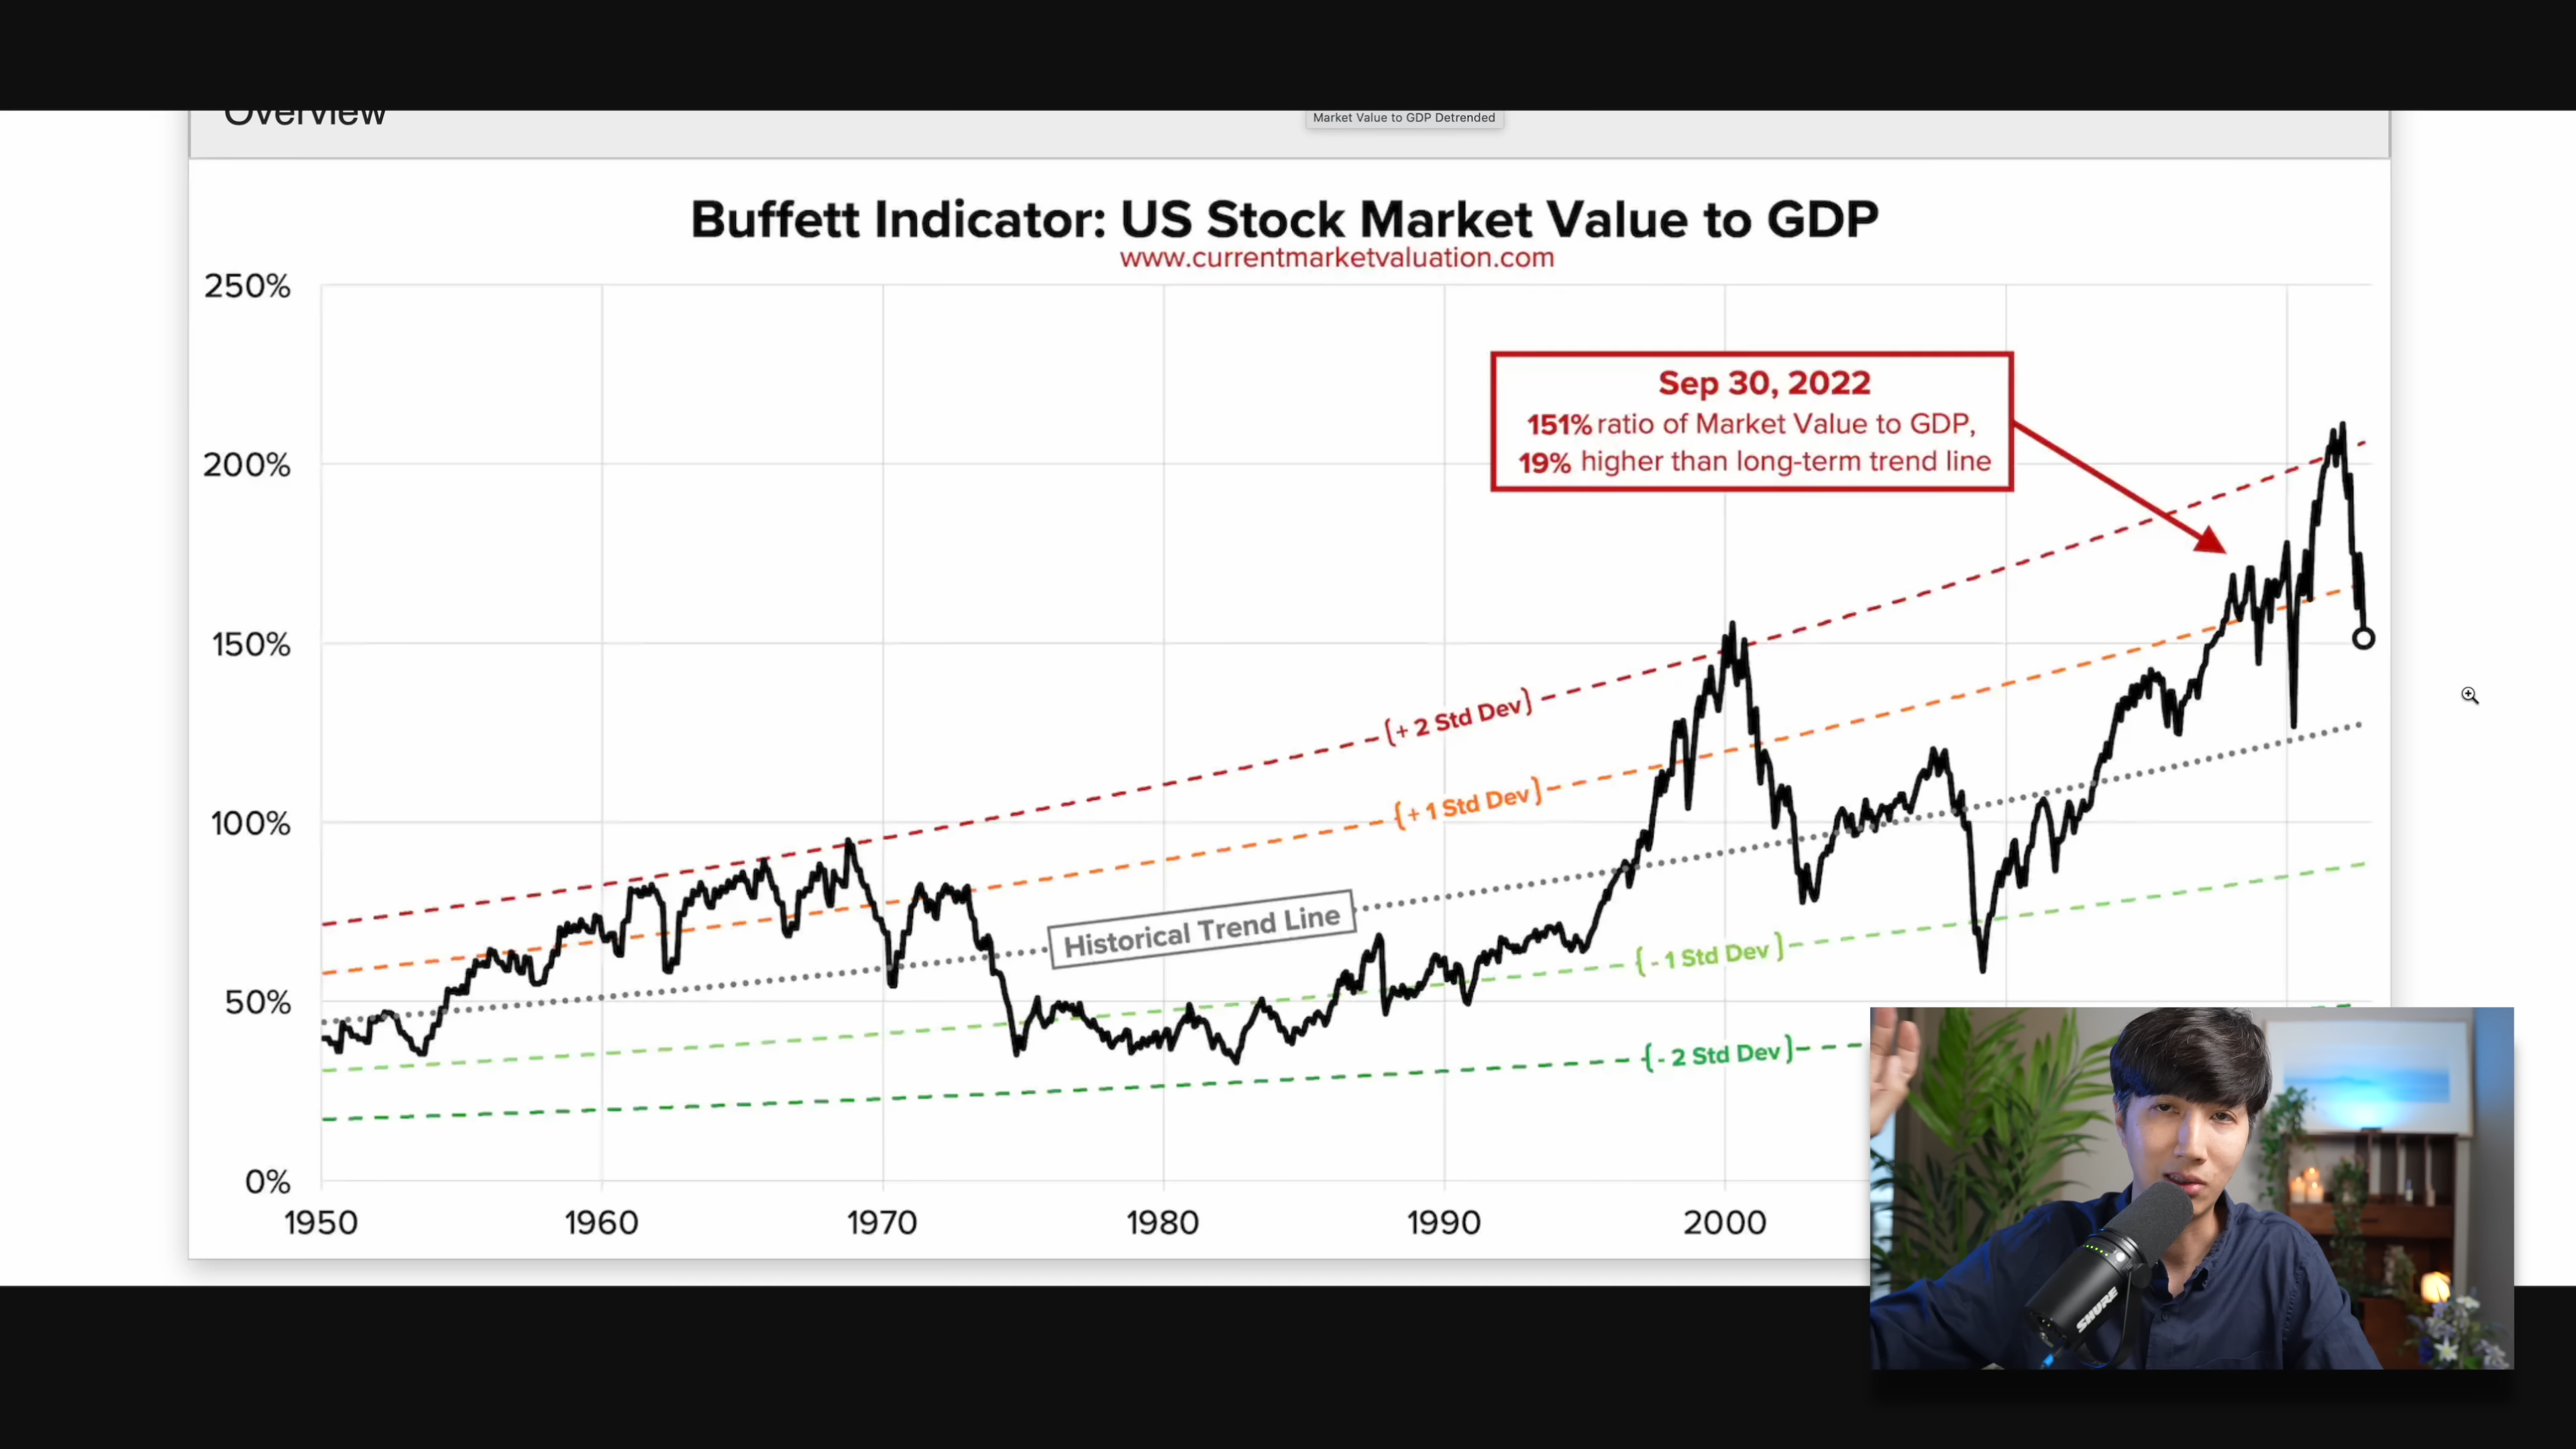 Overview
Market Value to GDP Detrended
Buffett Indicator: US Stock Market Value to GDP
www.currentmarketvaluation.com
250%
200%
150%
100%
50%
0%
Sep 30, 2022
151% ratio of Market Value to GDP,
19% higher than long-term trend line
{+ 2 Std Dev}
{+ 1 Std Dev}
Historical Trend Line
{- 1 Std Dev}
{- 2 Std Dev}
1950 1960 1970 1980 1990 2000
SHURE